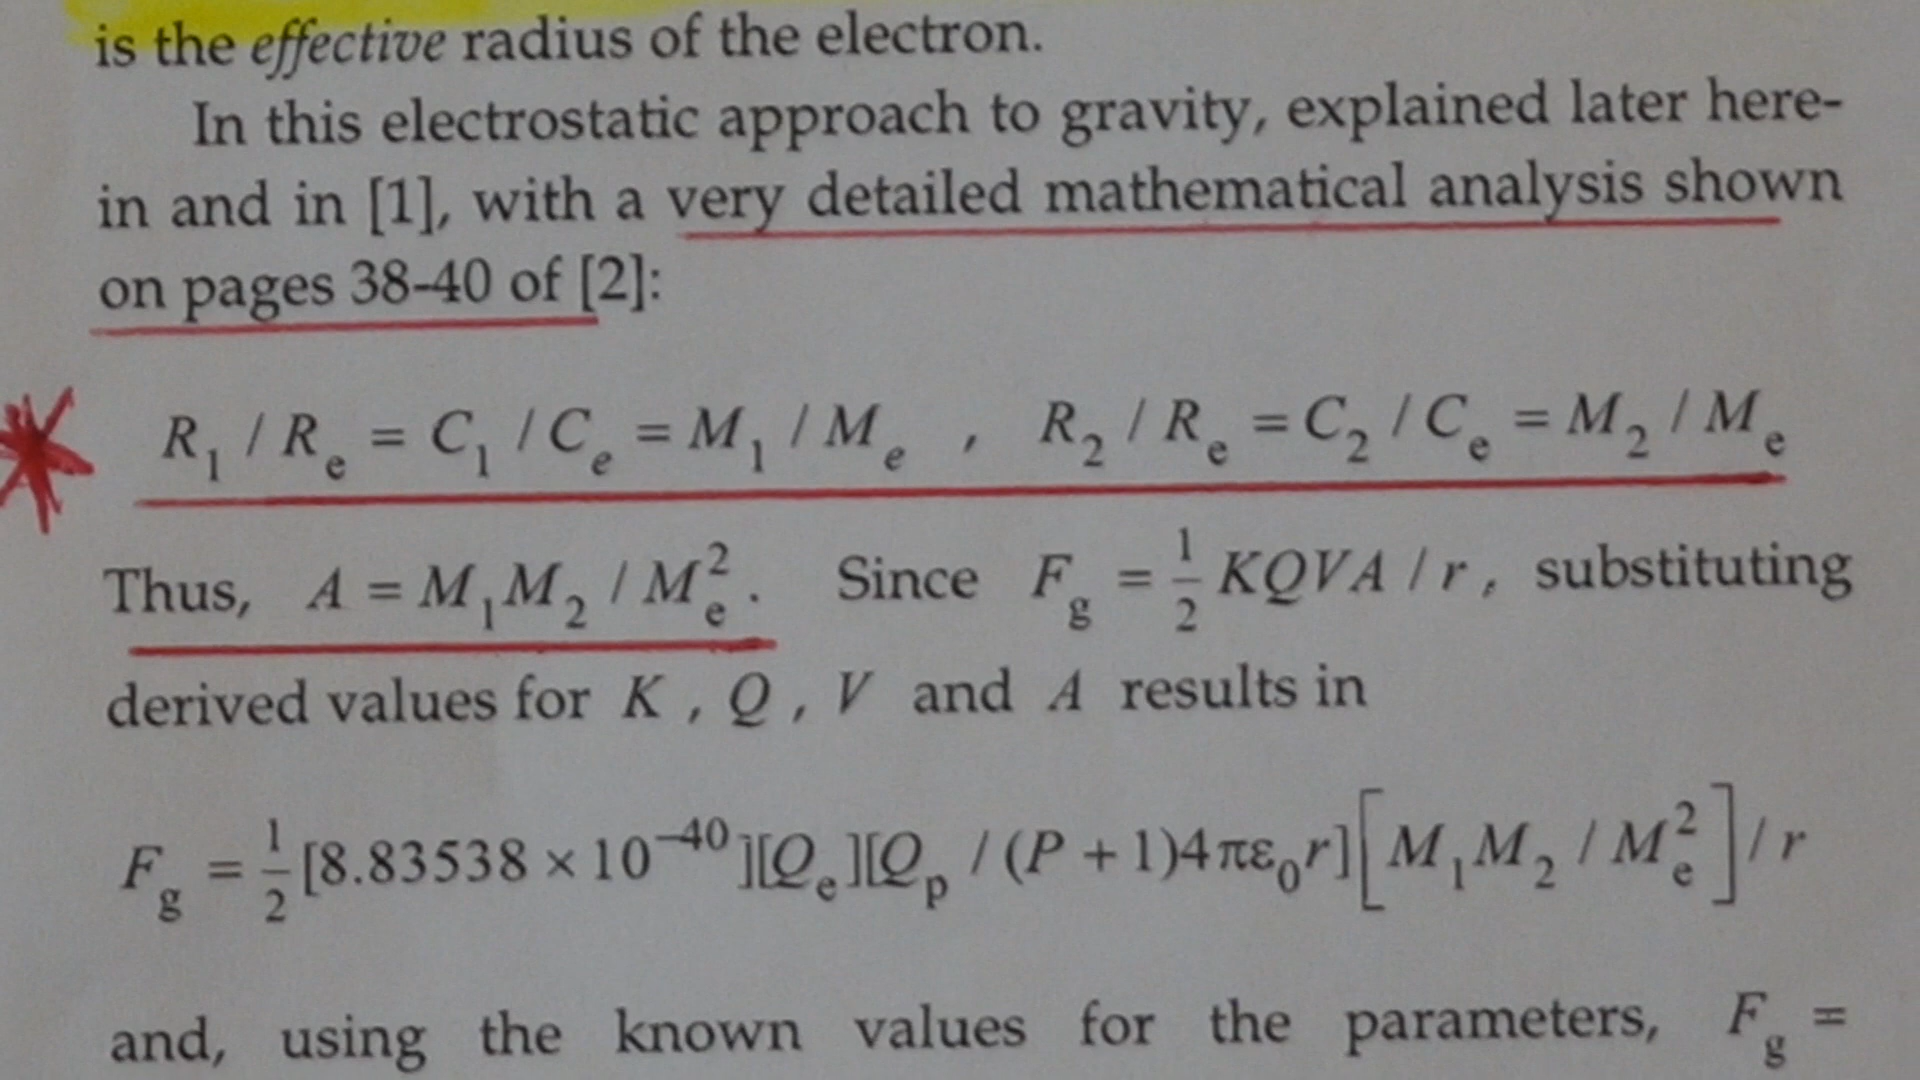 is the effective radius of the electron.
In this electrostatic approach to gravity, explained later here-
in and in [1], with a very detailed mathematical analysis shown
on pages 38-40 of [2]:
R₁ / Rₑ = C₁ / Cₑ = M₁ / Mₑ , R₂ / Rₑ = C₂ / Cₑ = M₂ / Mₑ
Thus, A = M₁M₂ / Mₑ². Since F_g = ½ KQVA / r, substituting
derived values for K, Q, V and A results in
F_g = ½[8.83538 × 10⁻⁴⁰][Qₑ][Qₚ / (P + 1)4πε₀r][M₁M₂ / Mₑ²] / r
and, using the known values for the parameters, F_g =